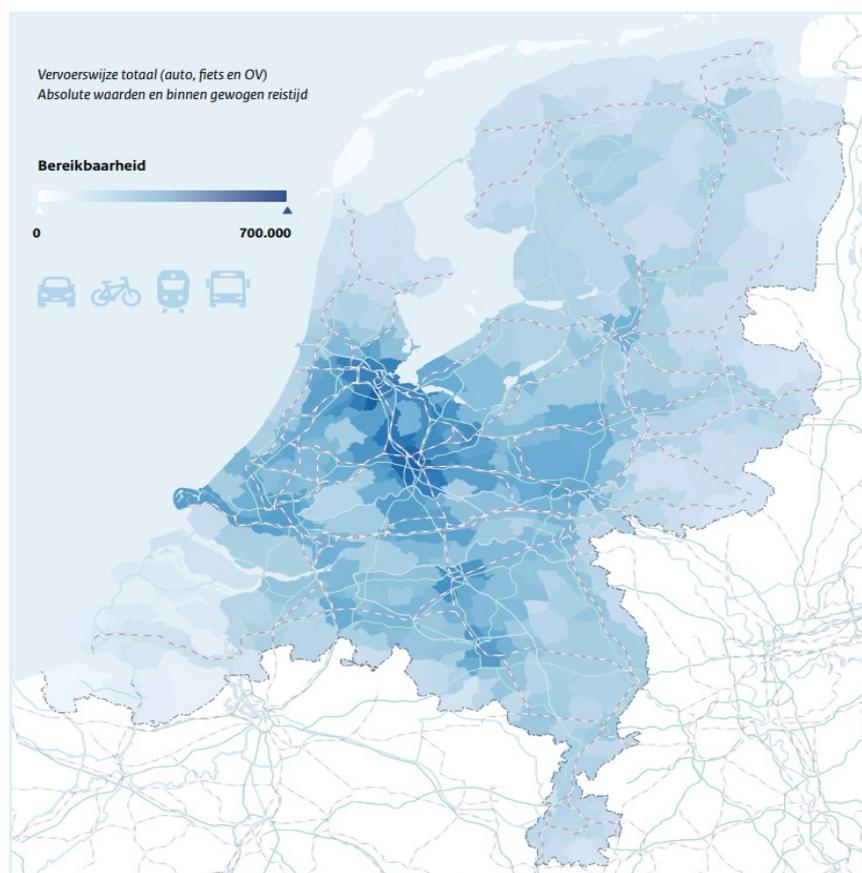 Vervoerswijze totaal (auto, fiets en OV)
Absolute waarden en binnen gewogen reistijd
Bereikbaarheid
0 700.000